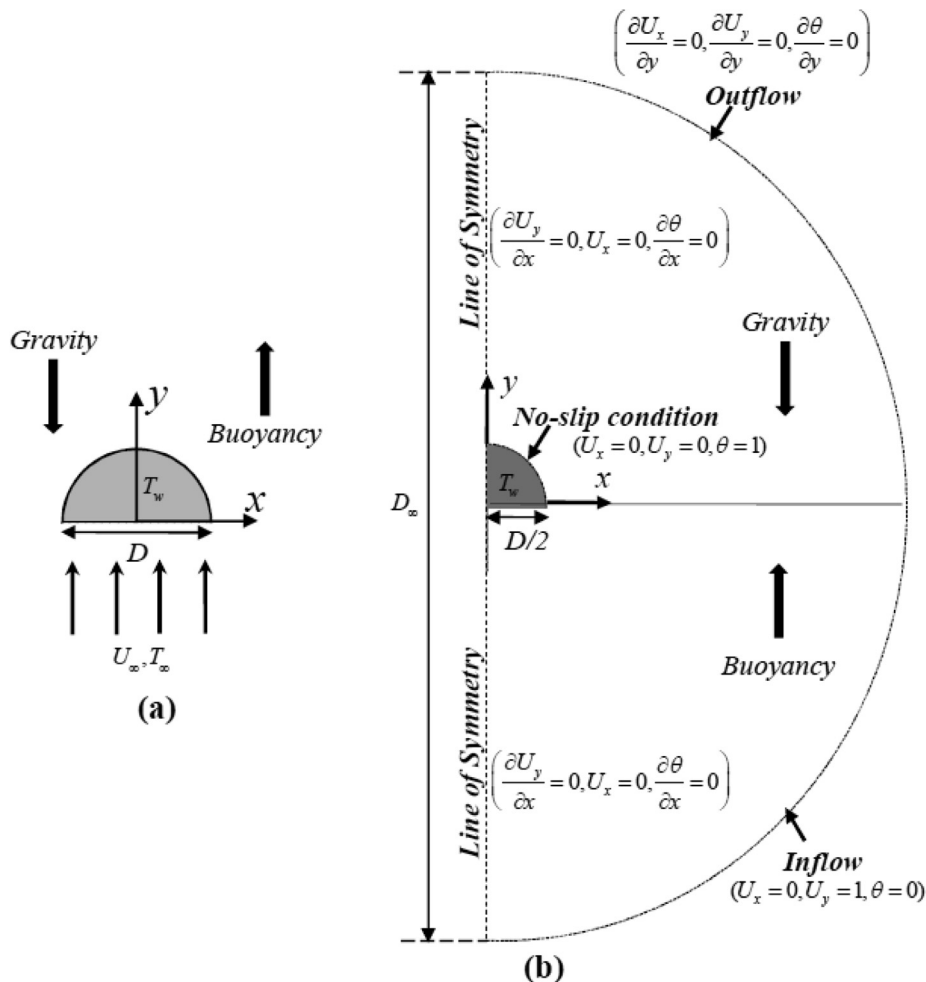 Gravity
Buoyancy
y
T_w
x
D
U_∞, T_∞
(a)
(∂U_x/∂y = 0, ∂U_y/∂y = 0, ∂θ/∂y = 0)
Outflow
Line of Symmetry
(∂U_y/∂x = 0, U_x = 0, ∂θ/∂x = 0)
Gravity
y
No-slip condition
(U_x = 0, U_y = 0, θ = 1)
T_w
x
D_∞
D/2
Buoyancy
Line of Symmetry
(∂U_y/∂x = 0, U_x = 0, ∂θ/∂x = 0)
Inflow
(U_x = 0, U_y = 1, θ = 0)
(b)